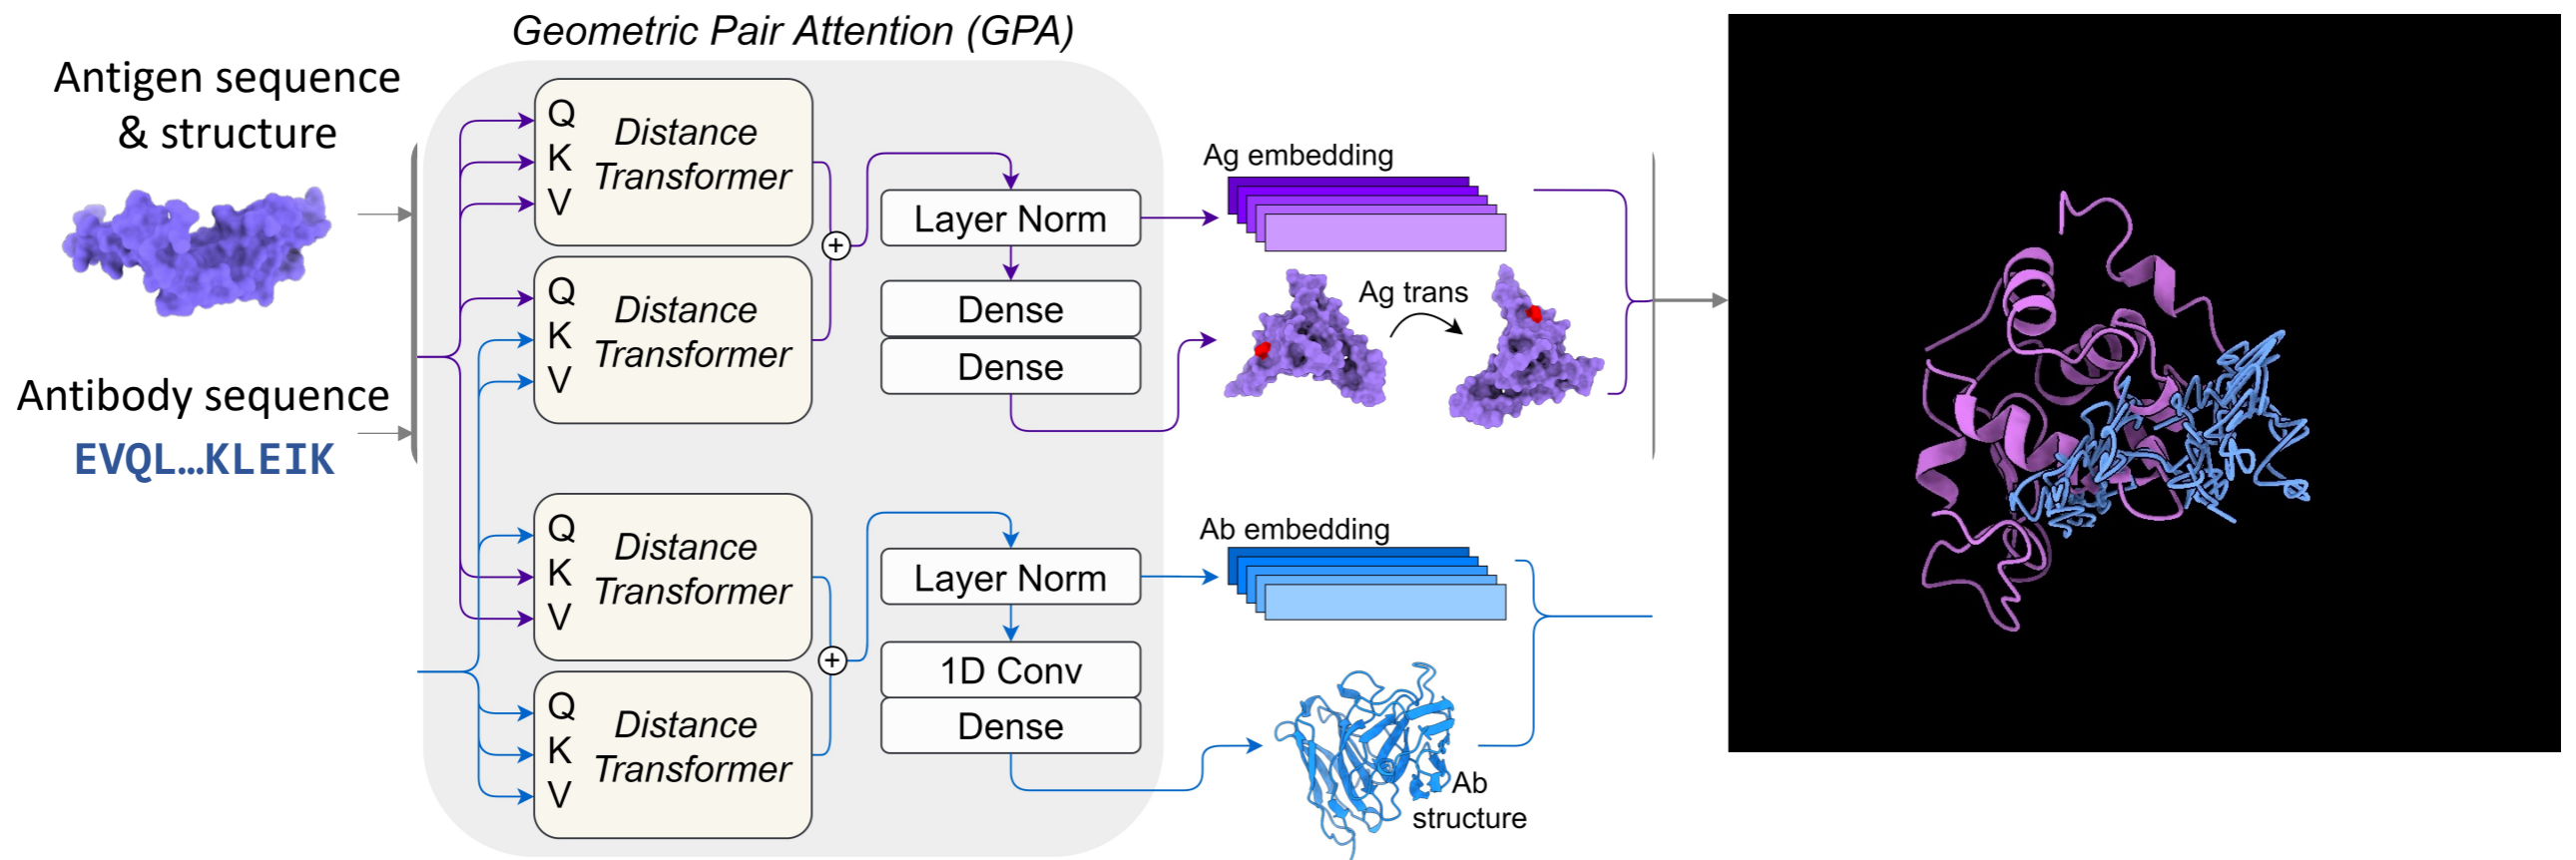 Geometric Pair Attention (GPA)
Antigen sequence
& structure
Antibody sequence
EVQL…KLEIK
Q
K
V
Distance
Transformer
Q
K
V
Distance
Transformer
Q
K
V
Distance
Transformer
Q
K
V
Distance
Transformer
+
Layer Norm
Dense
Dense
+
Layer Norm
1D Conv
Dense
Ag embedding
Ag trans
Ab embedding
Ab
structure